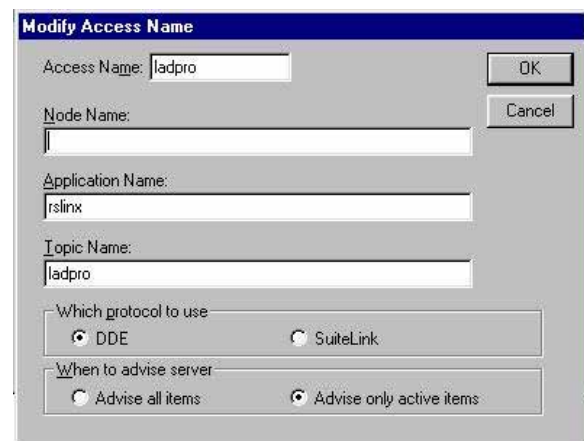 Modify Access Name
Access Name: ladpro
OK
Node Name:
Cancel
Application Name:
rslinx
Topic Name:
ladpro
Which protocol to use
DDE SuiteLink
When to advise server
Advise all items Advise only active items